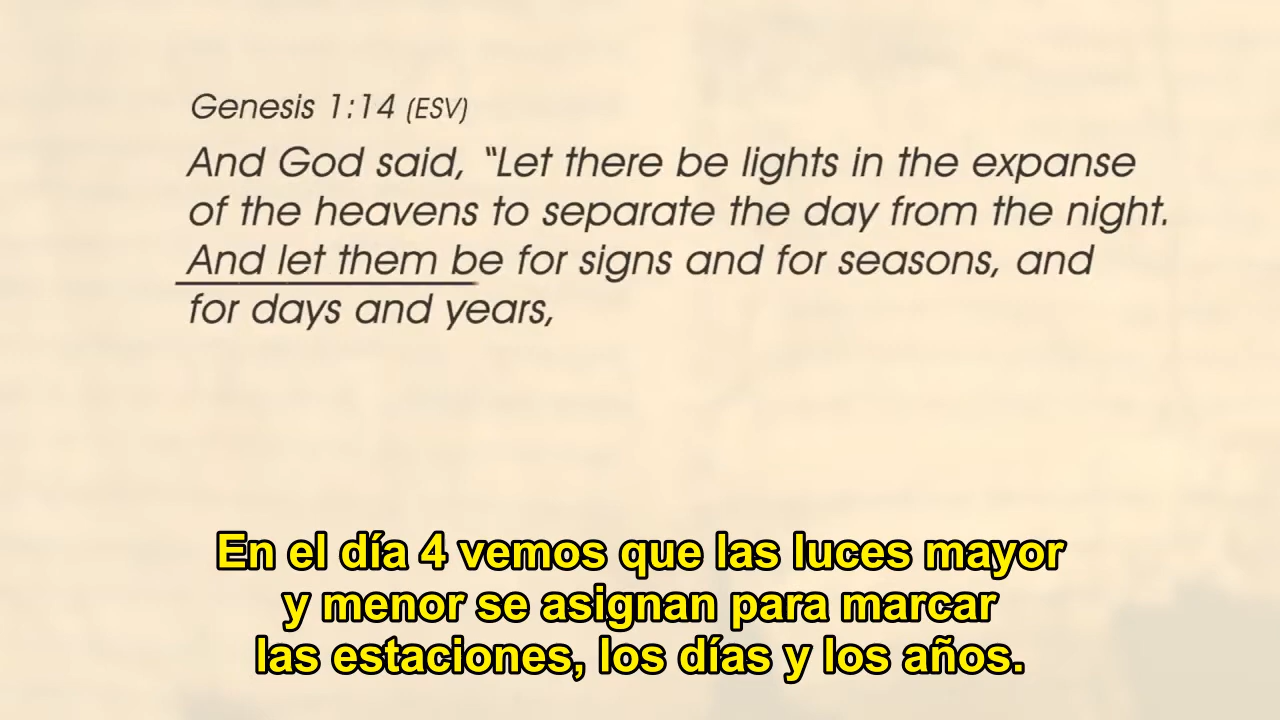 Genesis 1:14 (ESV)
And God said, “Let there be lights in the expanse
of the heavens to separate the day from the night.
And let them be for signs and for seasons, and
for days and years,
En el día 4 vemos que las luces mayor
y menor se asignan para marcar
las estaciones, los días y los años.